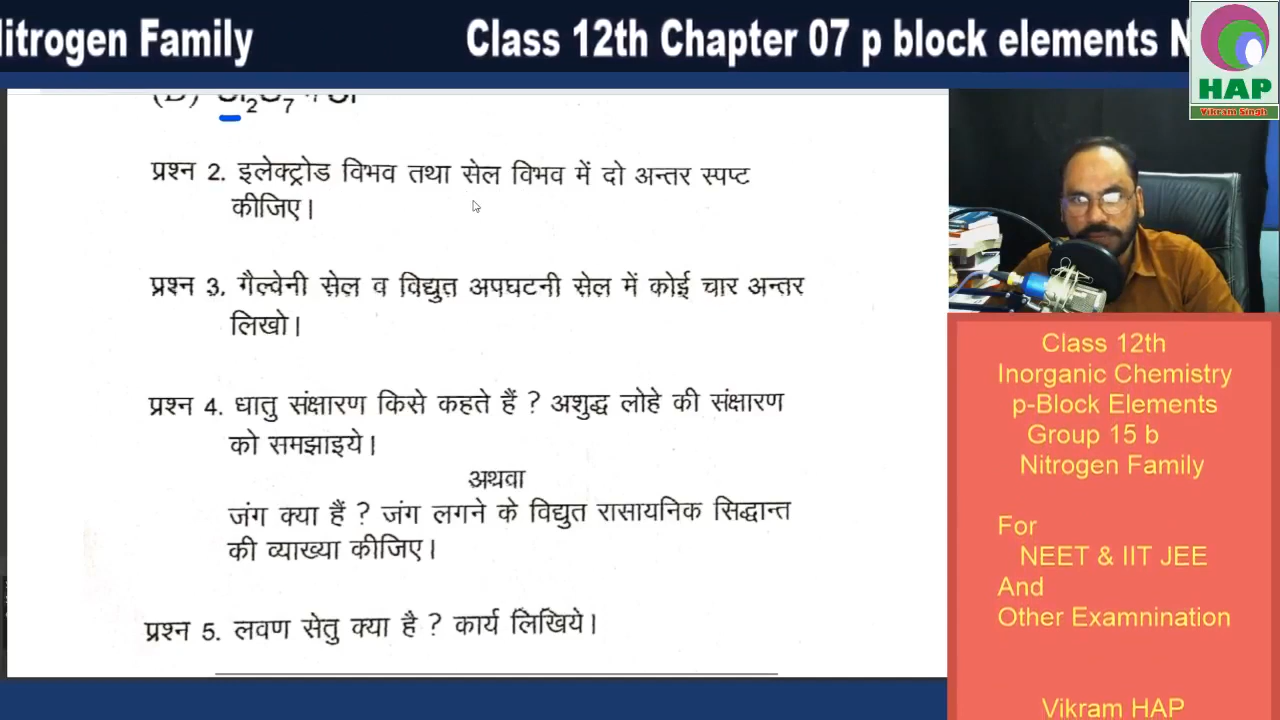 Nitrogen Family
Class 12th Chapter 07 p block elements N
HAP
Vikram Singh
प्रश्न 2. इलेक्ट्रोड विभव तथा सेल विभव में दो अन्तर स्पष्ट
कीजिए।
प्रश्न 3. गैल्वेनी सेल व विद्युत अपघटनी सेल में कोई चार अन्तर
लिखो।
प्रश्न 4. धातु संक्षारण किसे कहते हैं ? अशुद्ध लोहे की संक्षारण
को समझाइये।
अथवा
जंग क्या हैं ? जंग लगने के विद्युत रासायनिक सिद्धान्त
की व्याख्या कीजिए।
प्रश्न 5. लवण सेतु क्या है ? कार्य लिखिये।
Class 12th
Inorganic Chemistry
p-Block Elements
Group 15 b
Nitrogen Family
For
NEET & IIT JEE
And
Other Examnination
Vikram HAP